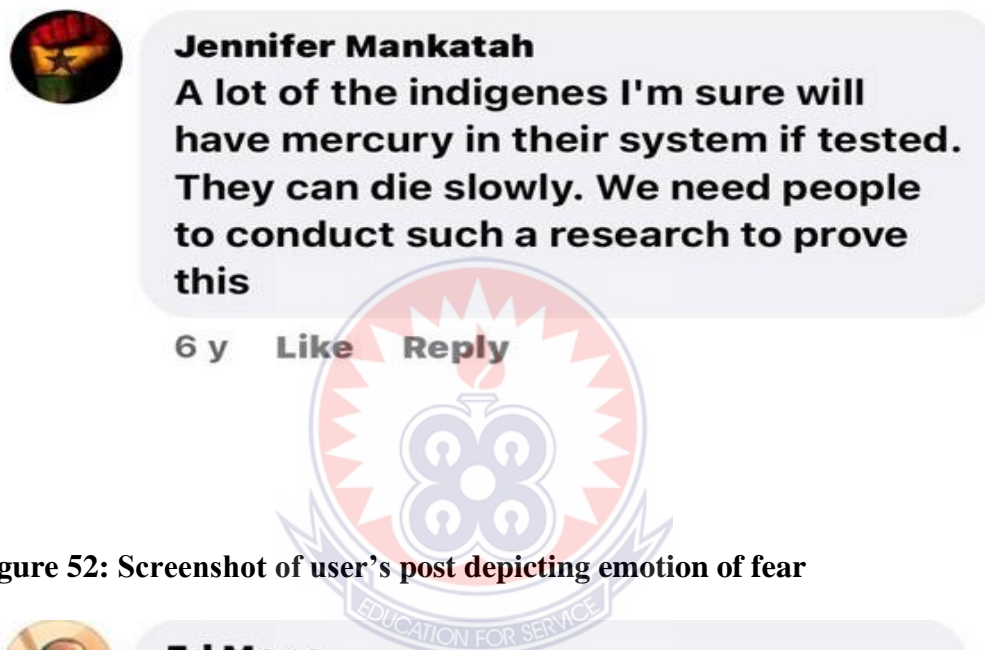 Jennifer Mankatah
A lot of the indigenes I'm sure will
have mercury in their system if tested.
They can die slowly. We need people
to conduct such a research to prove
this
6 y Like Reply
gure 52: Screenshot of user's post depicting emotion of fear
EDUCATION FOR SERVICE